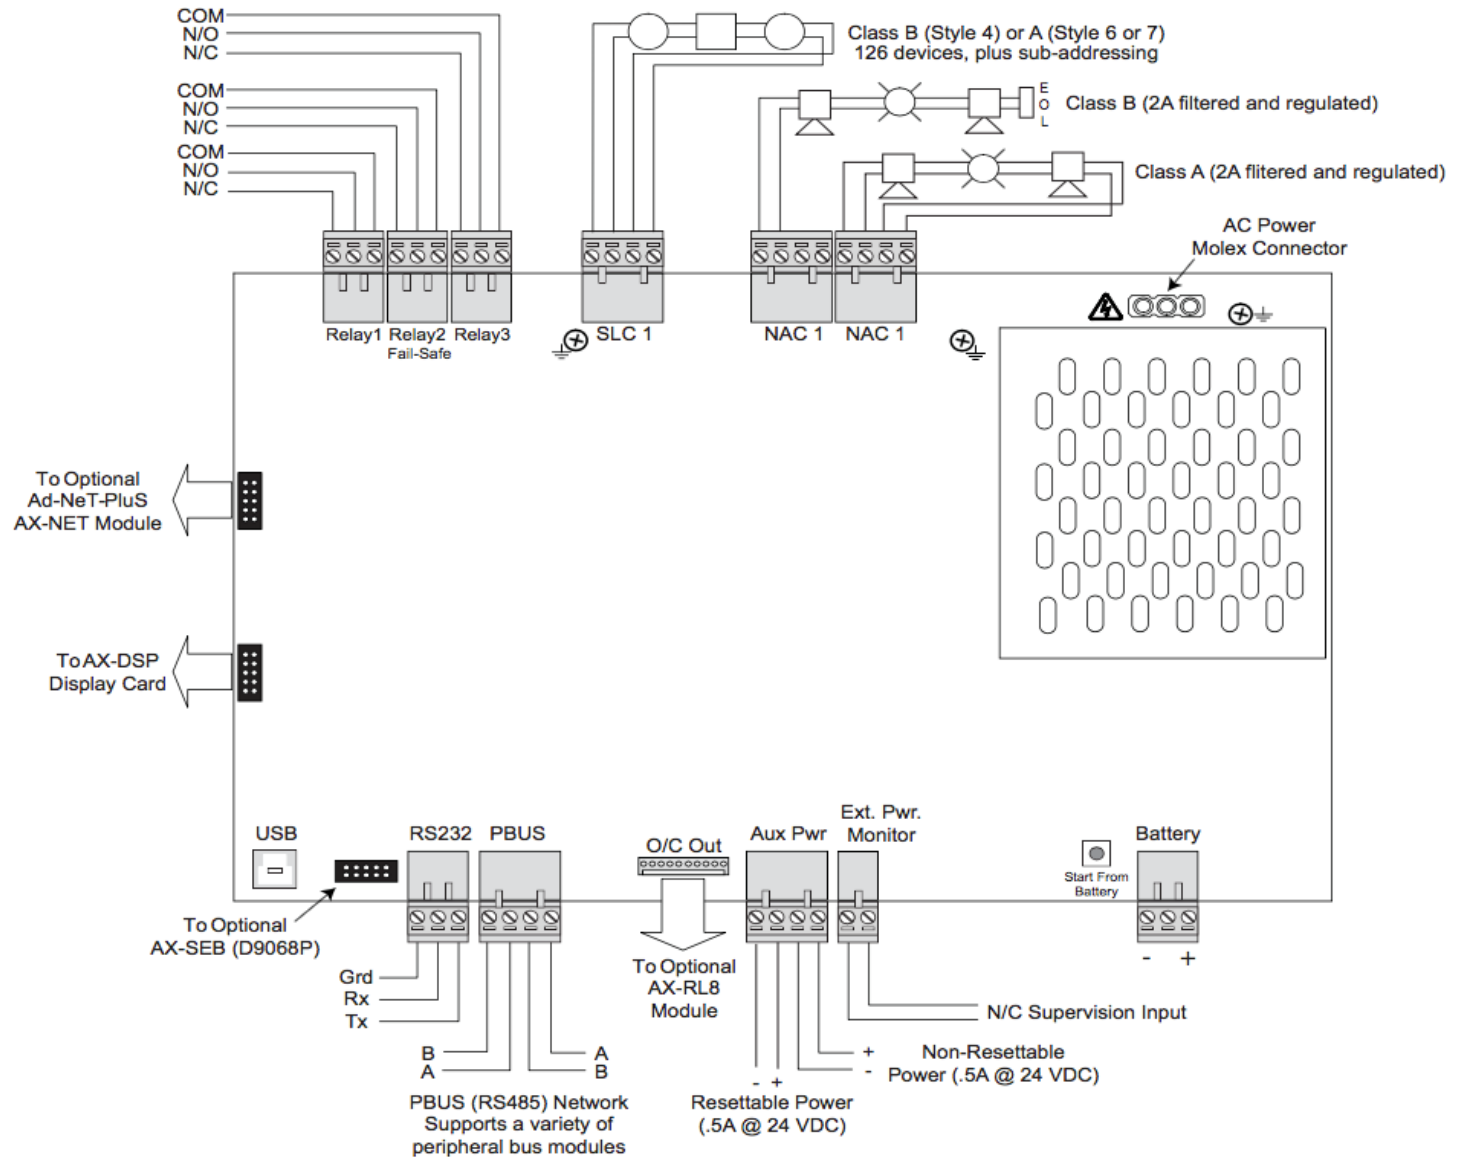 COM
N/O
N/C
COM
N/O
N/C
COM
N/O
N/C
Class B (Style 4) or A (Style 6 or 7)
126 devices, plus sub-addressing
E
O
L
Class B (2A filtered and regulated)
Class A (2A flitered and regulated)
AC Power
Molex Connector
Relay1
Relay2
Fail-Safe
Relay3
SLC 1
NAC 1
NAC 1
To Optional
Ad-NeT-PluS
AX-NET Module
To AX-DSP
Display Card
USB
RS232
PBUS
O/C Out
Aux Pwr
Ext. Pwr.
Monitor
Start From
Battery
Battery
- +
To Optional
AX-SEB (D9068P)
Grd
Rx
Tx
B
A
A
B
PBUS (RS485) Network
Supports a variety of
peripheral bus modules
To Optional
AX-RL8
Module
N/C Supervision Input
+
-
Non-Resettable
Power (.5A @ 24 VDC)
- +
Resettable Power
(.5A @ 24 VDC)